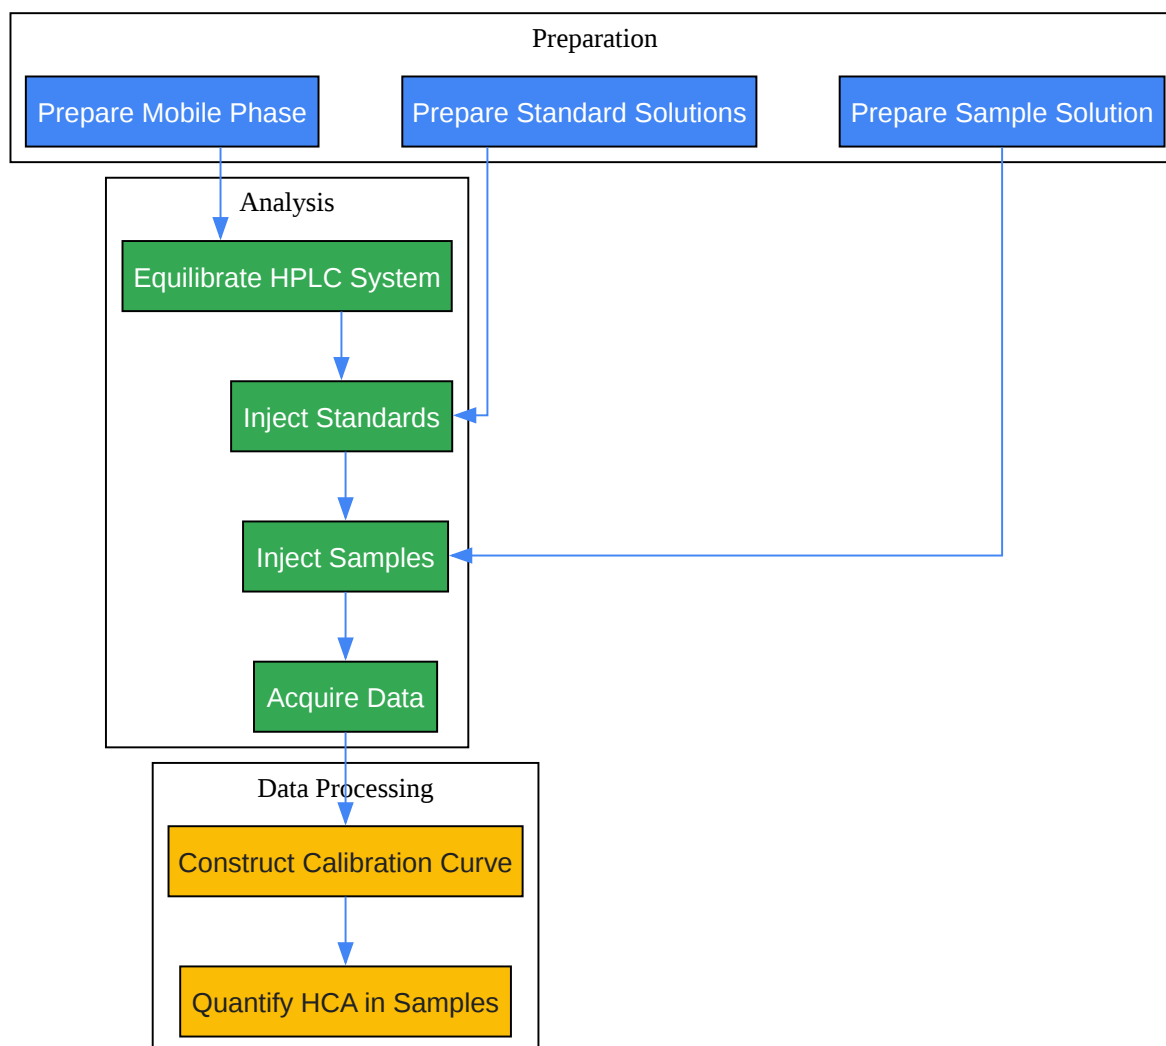 Preparation
Prepare Mobile Phase
Prepare Standard Solutions
Prepare Sample Solution
Analysis
Equilibrate HPLC System
Inject Standards
Inject Samples
Acquire Data
Data Processing
Construct Calibration Curve
Quantify HCA in Samples